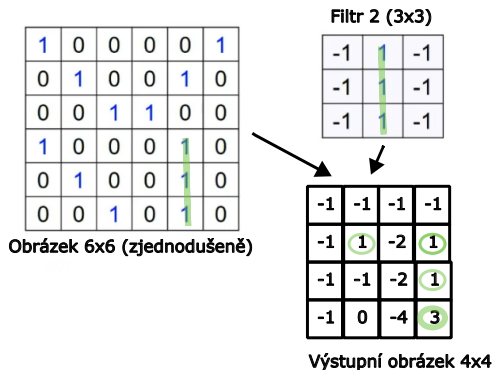 Filtr 2 (3x3)
1 0 0 0 0 1
0 1 0 0 1 0
0 0 1 1 0 0
1 0 0 0 1 0
0 1 0 0 1 0
0 0 1 0 1 0
Obrázek 6x6 (zjednodušeně)
-1 1 -1
-1 1 -1
-1 1 -1
-1 -1 -1 -1
-1 1 -2 1
-1 -1 -2 1
-1 0 -4 3
Výstupní obrázek 4x4